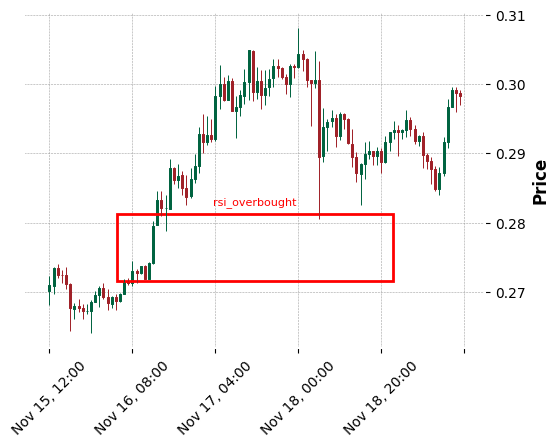 0.31
0.30
0.29
0.28
0.27
Price
rsi_overbought
Nov 15, 12:00
Nov 16, 08:00
Nov 17, 04:00
Nov 18, 00:00
Nov 18, 20:00